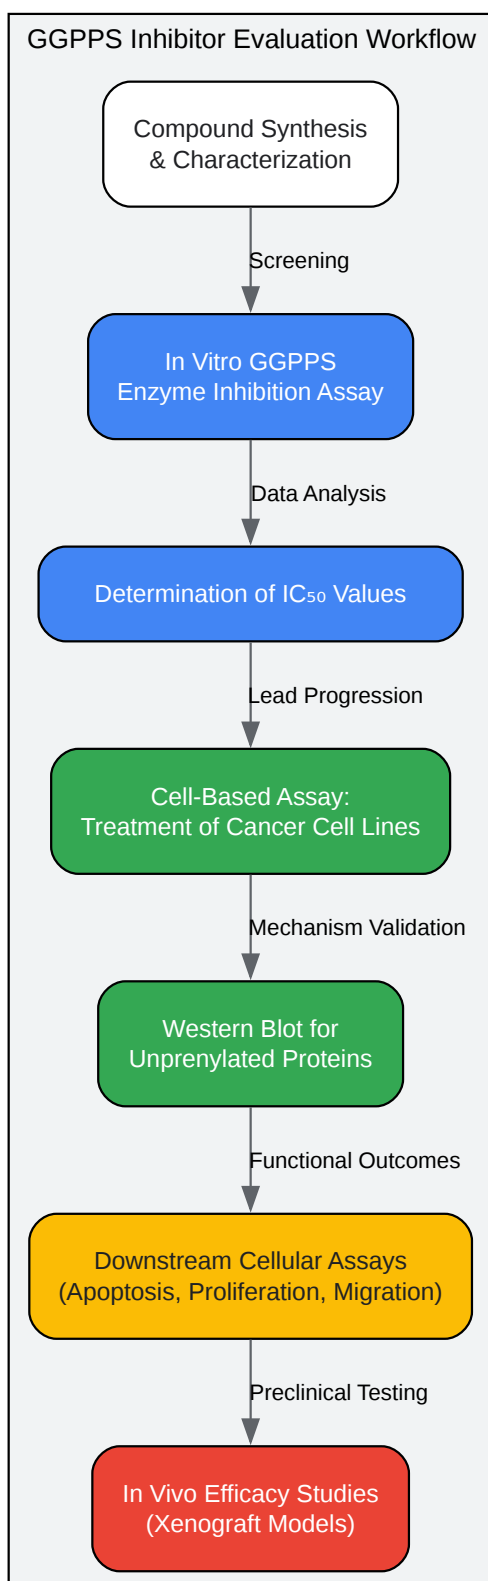 GGPPS Inhibitor Evaluation Workflow
Compound Synthesis
& Characterization
Screening
In Vitro GGPPS
Enzyme Inhibition Assay
Data Analysis
Determination of IC₅₀ Values
Lead Progression
Cell-Based Assay:
Treatment of Cancer Cell Lines
Mechanism Validation
Western Blot for
Unprenylated Proteins
Functional Outcomes
Downstream Cellular Assays
(Apoptosis, Proliferation, Migration)
Preclinical Testing
In Vivo Efficacy Studies
(Xenograft Models)